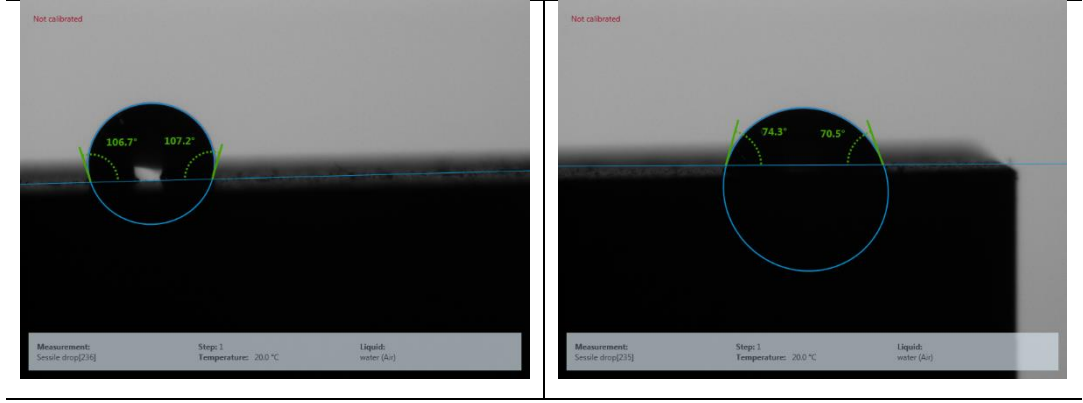 Not calibrated
106.7° 107.2°
Measurement: Step: 1 Liquid:
Sessile drop[236] Temperature: 20.0 °C water (Air)
Not calibrated
74.3° 70.5°
Measurement: Step: 1 Liquid:
Sessile drop[235] Temperature: 20.0 °C water (Air)